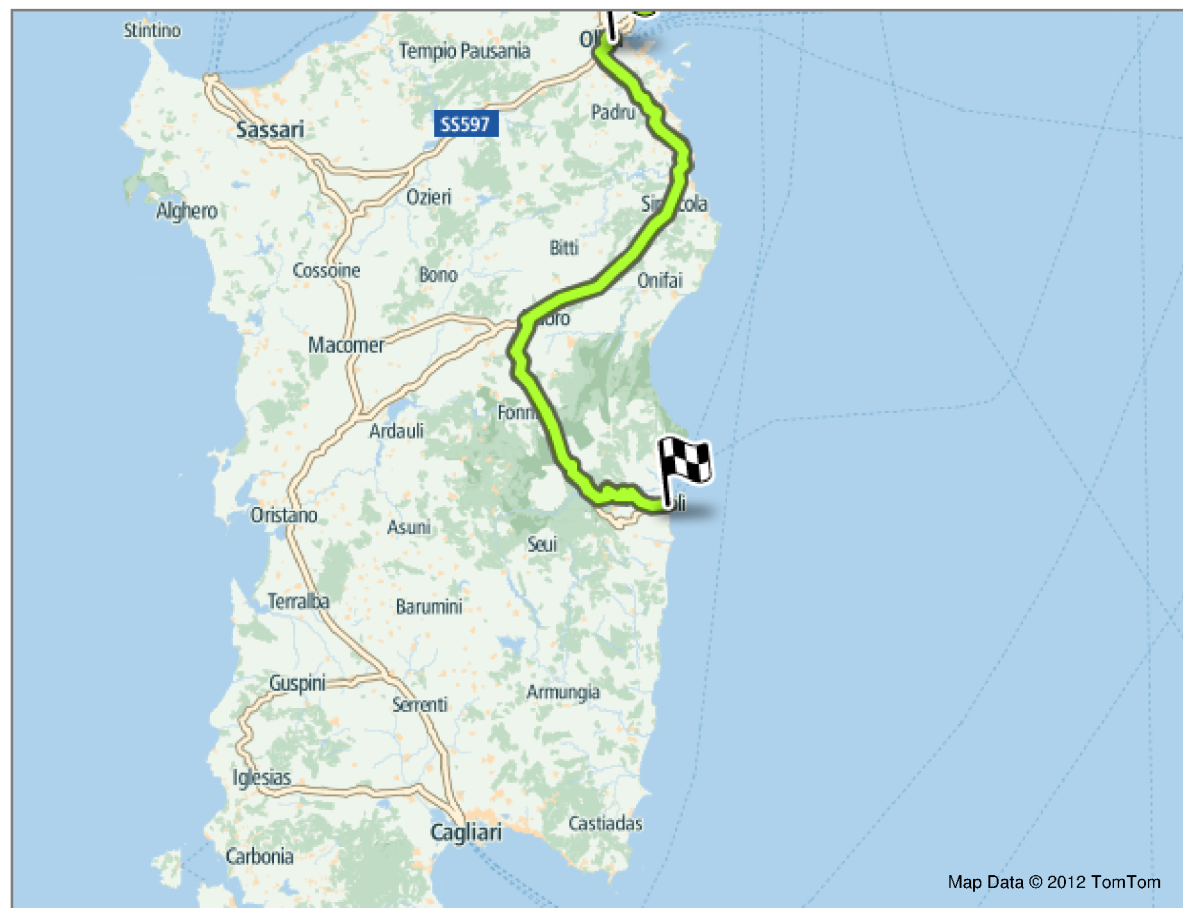 Stintino
Tempio Pausania
Padru
SS597
Sassari
Ozieri
Alghero
Bitti
Cossoine
Bono
Onifai
Macomer
Ardauli
Oristano
Asuni
Seui
Terralba
Barumini
Guspini
Armungia
Serrenti
Iglesias
Castiadas
Cagliari
Carbonia
Map Data © 2012 TomTom